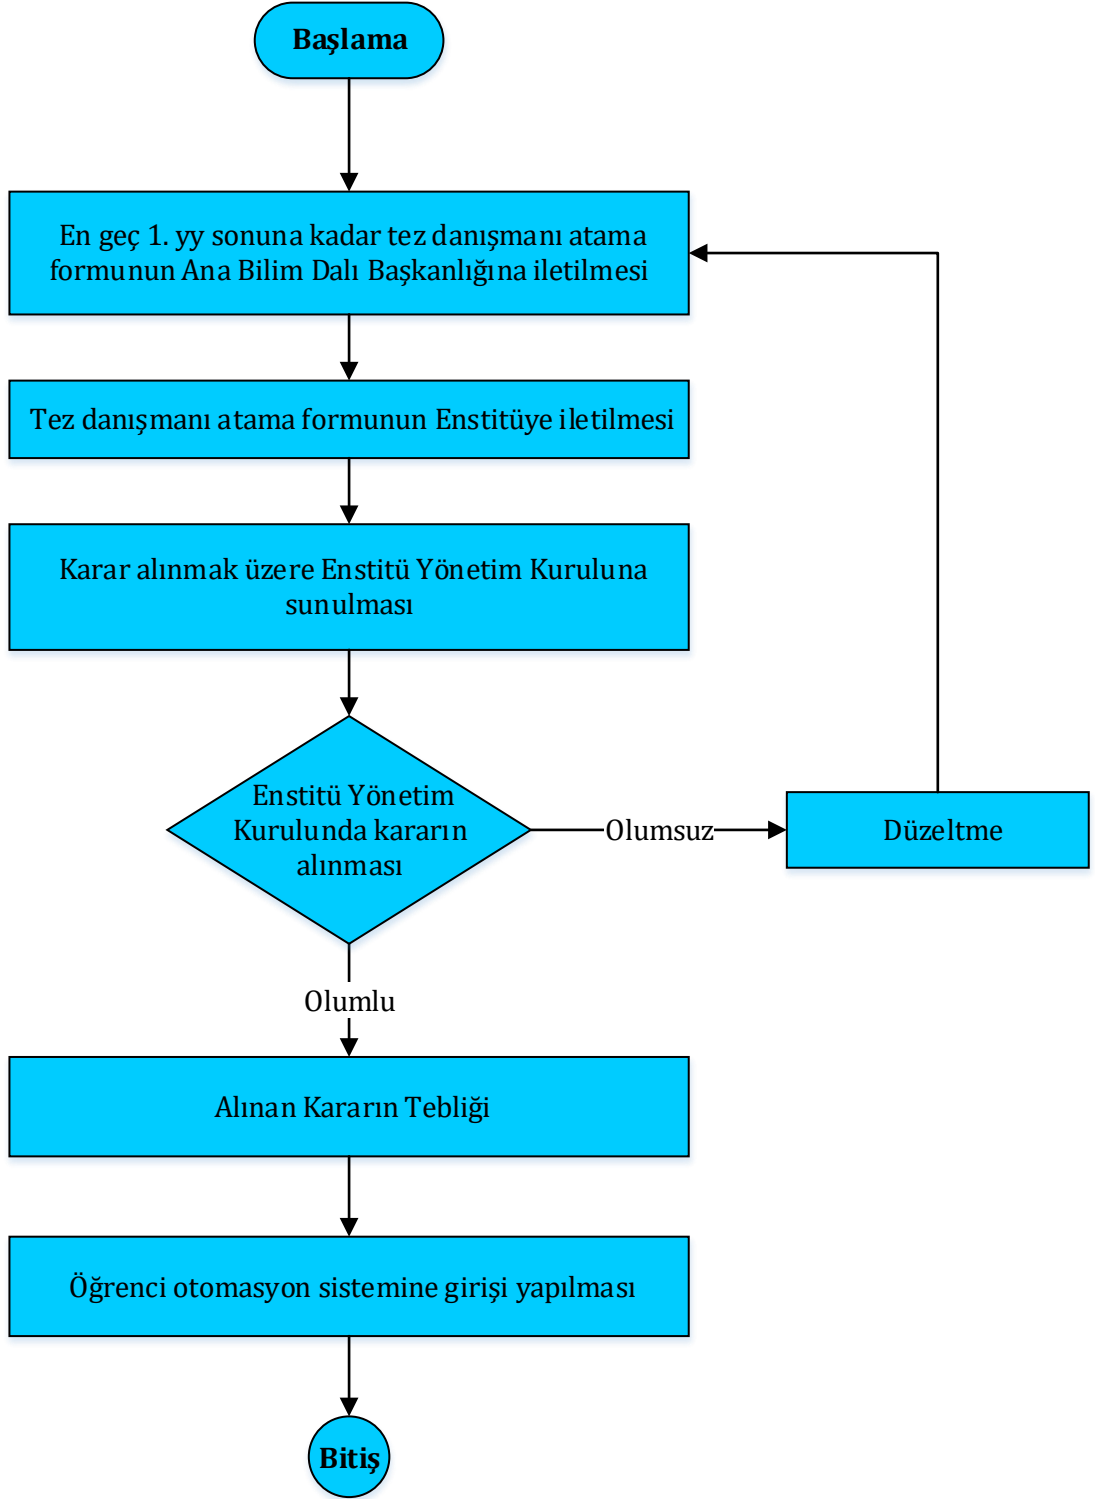 Başlama
En geç 1. yy sonuna kadar tez danışmanı atama
formunun Ana Bilim Dalı Başkanlığına iletilmesi
Tez danışmanı atama formunun Enstitüye iletilmesi
Karar alınmak üzere Enstitü Yönetim Kuruluna
sunulması
Enstitü Yönetim
Kurulunda kararın
alınması
Olumsuz
Düzeltme
Olumlu
Alınan Kararın Tebliği
Öğrenci otomasyon sistemine girişi yapılması
Bitiş